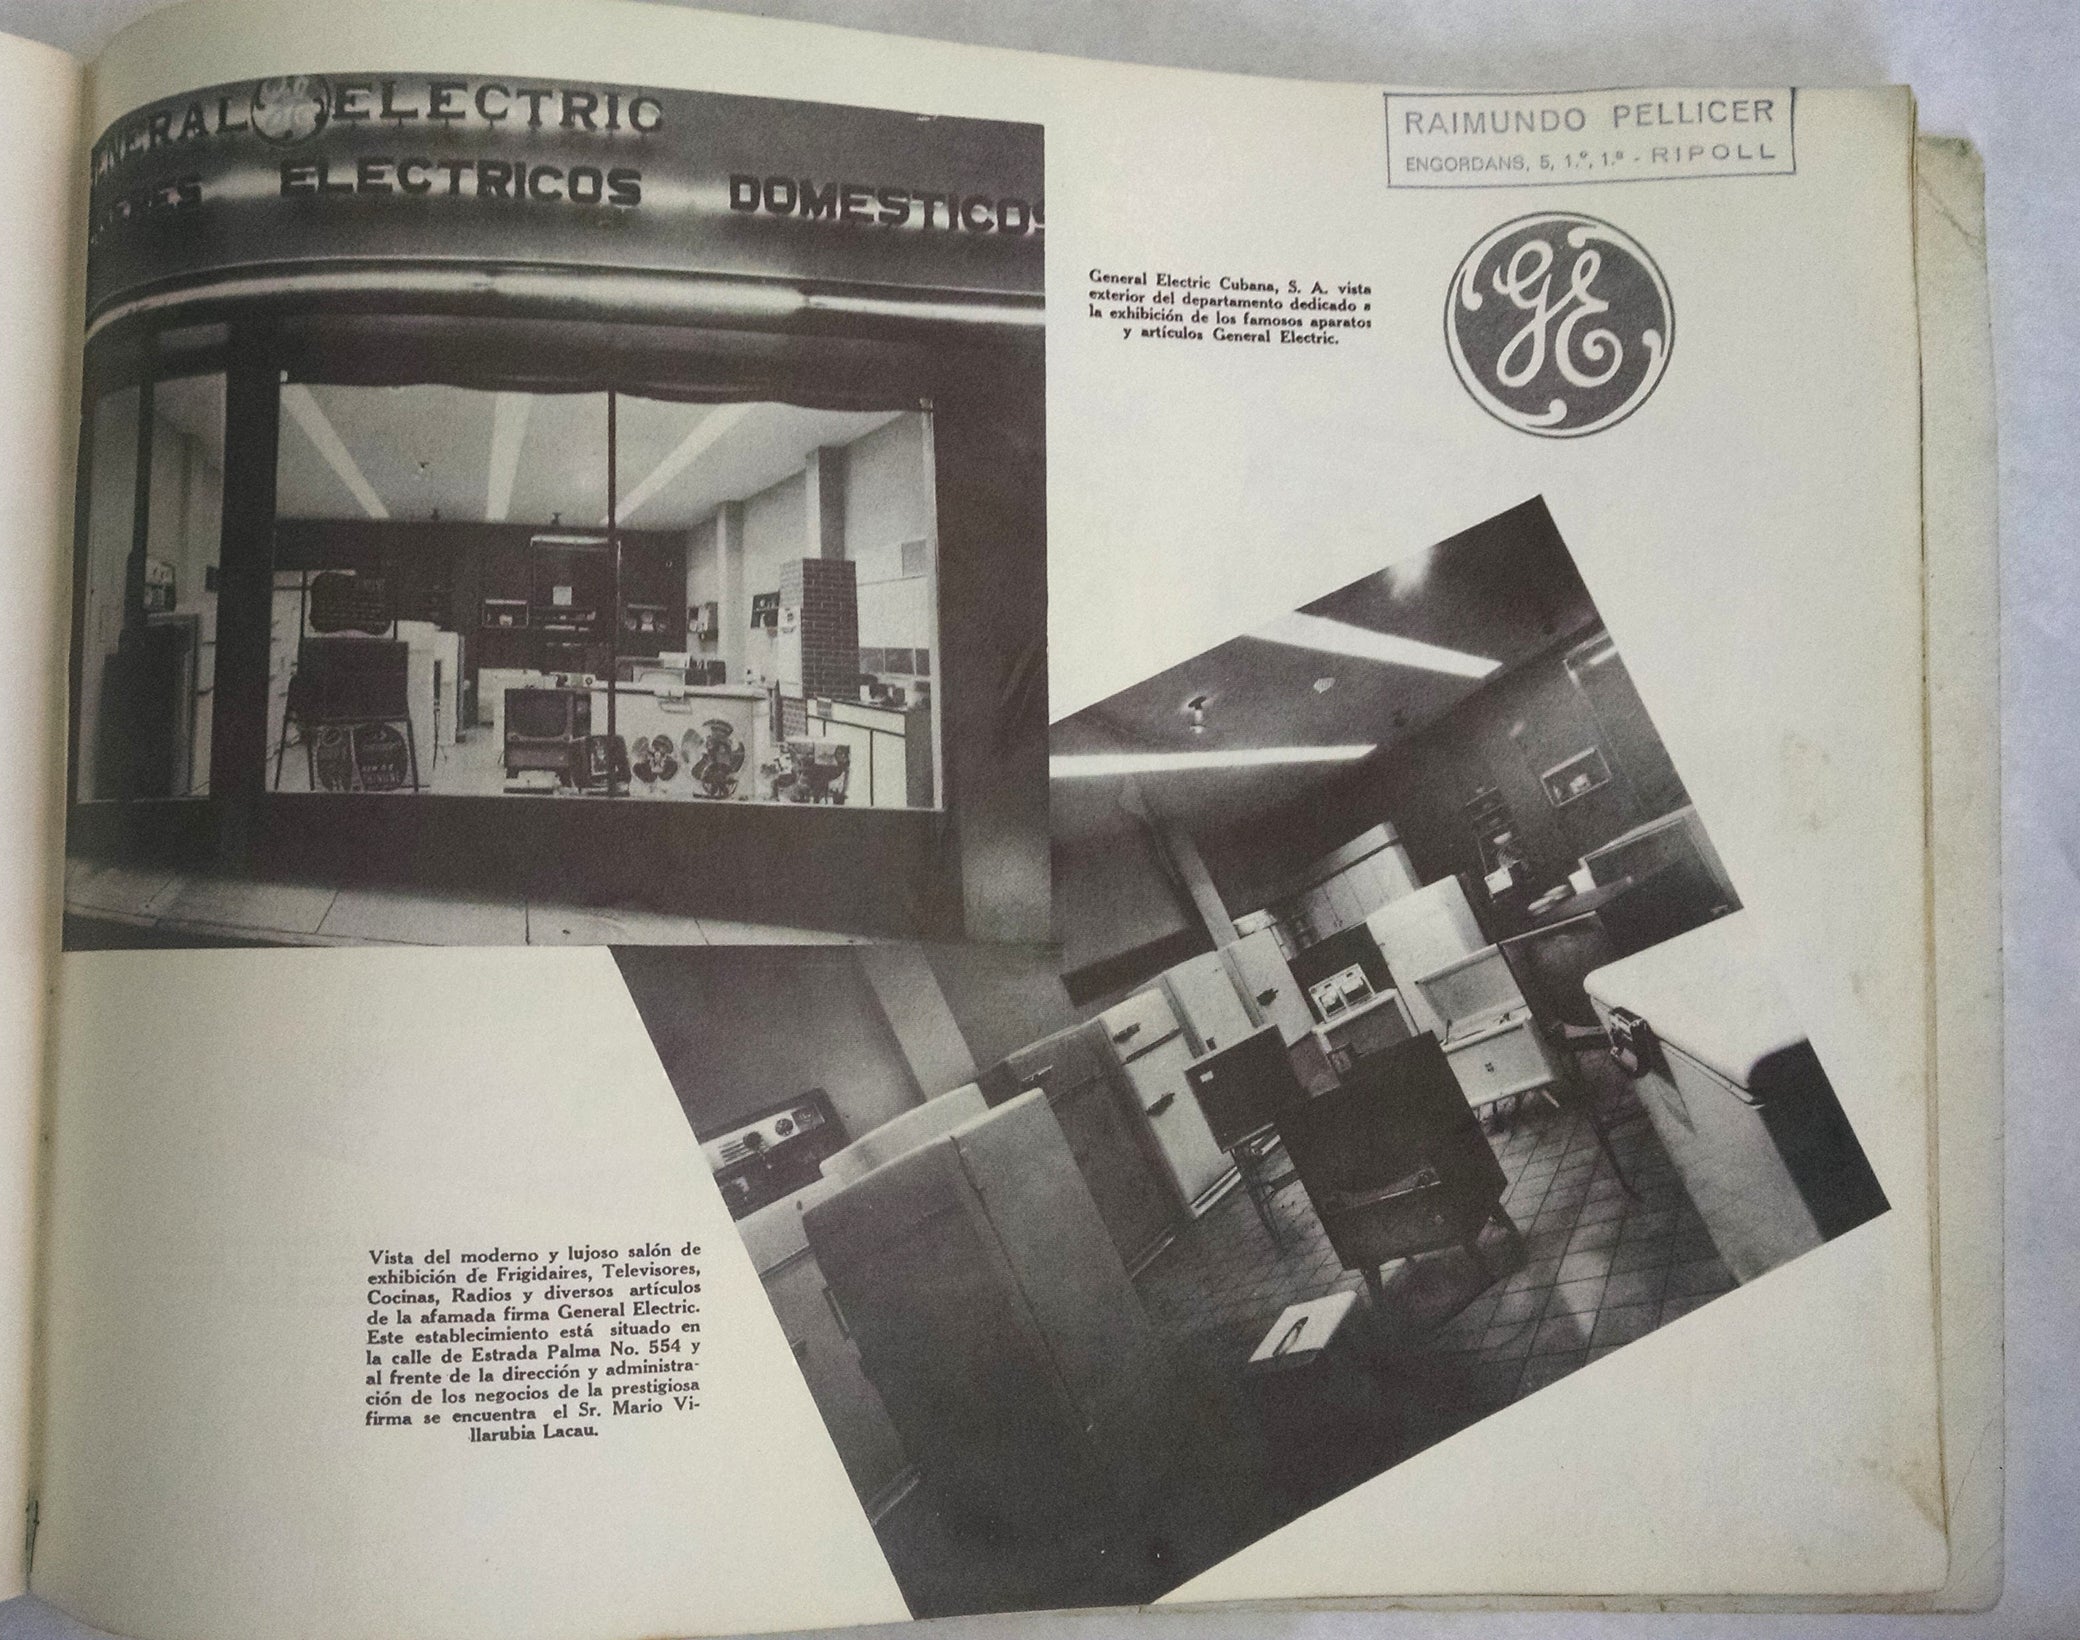 GENERAL GE ELECTRIC
ELECTRICOS DOMESTICOS
RAIMUNDO PELLICER
ENGORDANS, 5, 1.º, 1.ª - RIPOLL
General Electric Cubana, S. A. vista
exterior del departamento dedicado a
la exhibición de los famosos aparatos
y artículos General Electric.
GE
Vista del moderno y lujoso salón de
exhibición de Frigidaires, Televisores,
Cocinas, Radios y diversos artículos
de la afamada firma General Electric.
Este establecimiento está situado en
la calle de Estrada Palma No. 554 y
al frente de la dirección y administra-
ción de los negocios de la prestigiosa
firma se encuentra el Sr. Mario Vi-
llarubia Lacau.